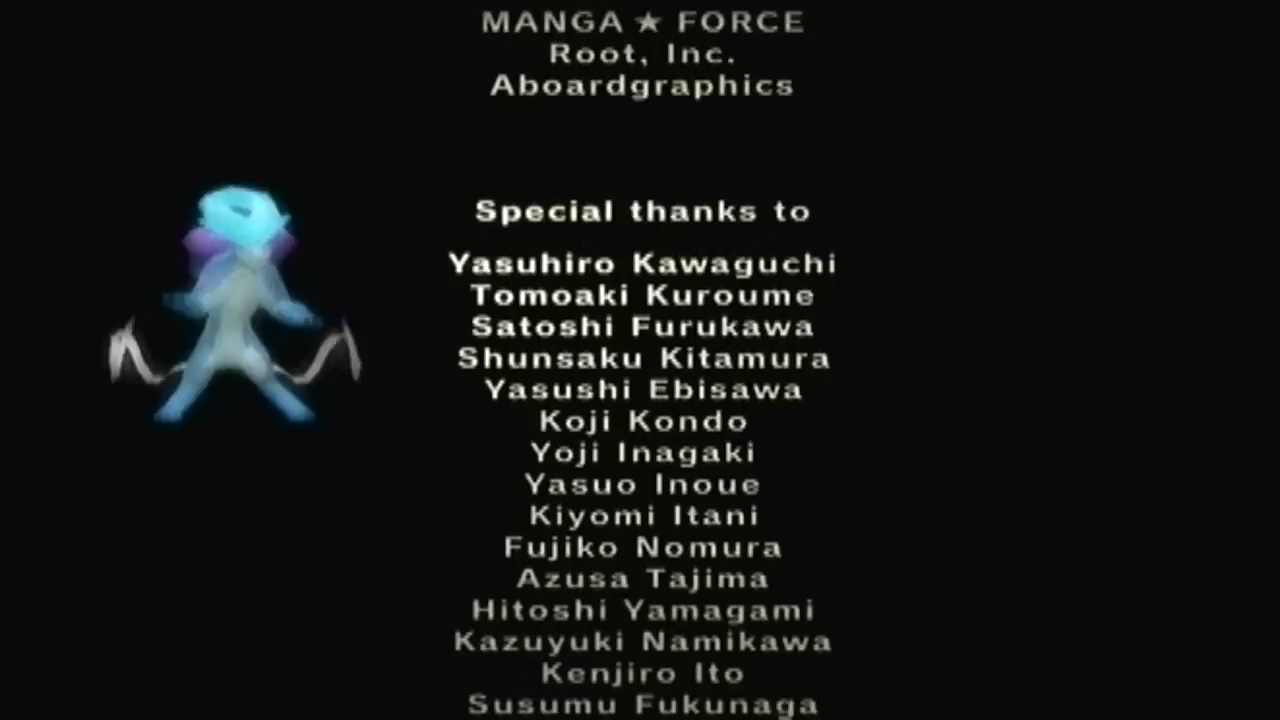 MANGA ★ FORCE
Root, Inc.
Aboardgraphics
Special thanks to
Yasuhiro Kawaguchi
Tomoaki Kuroume
Satoshi Furukawa
Shunsaku Kitamura
Yasushi Ebisawa
Koji Kondo
Yoji Inagaki
Yasuo Inoue
Kiyomi Itani
Fujiko Nomura
Azusa Tajima
Hitoshi Yamagami
Kazuyuki Namikawa
Kenjiro Ito
Susumu Fukunaga